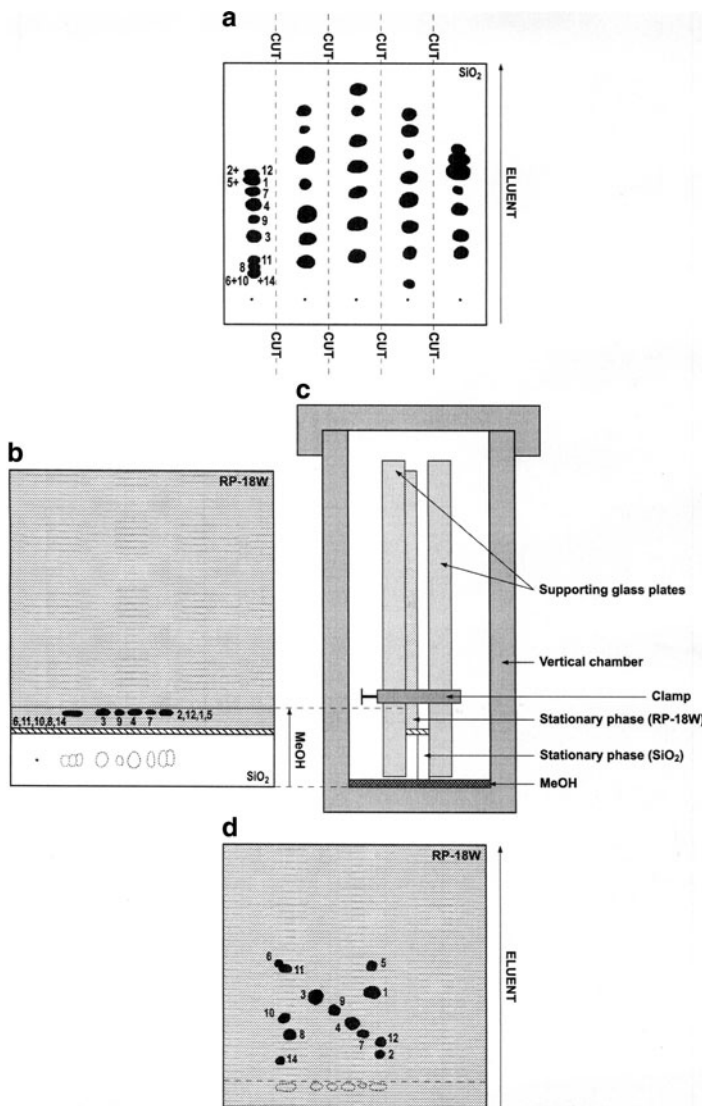 a
CUT CUT CUT CUT
SiO₂
ELUENT
2+ 12
5+ 1
7
4
9
3
11
8
6+10 +14
CUT CUT CUT CUT
b
RP-18W
6,11,10,8,14 3 9 4 7 2,12,1,5
MeOH
SiO₂
c
Supporting glass plates
Vertical chamber
Clamp
Stationary phase (RP-18W)
Stationary phase (SiO₂)
MeOH
d
RP-18W
ELUENT
6
11
5
3
1
9
10
4
8
7
12
2
14